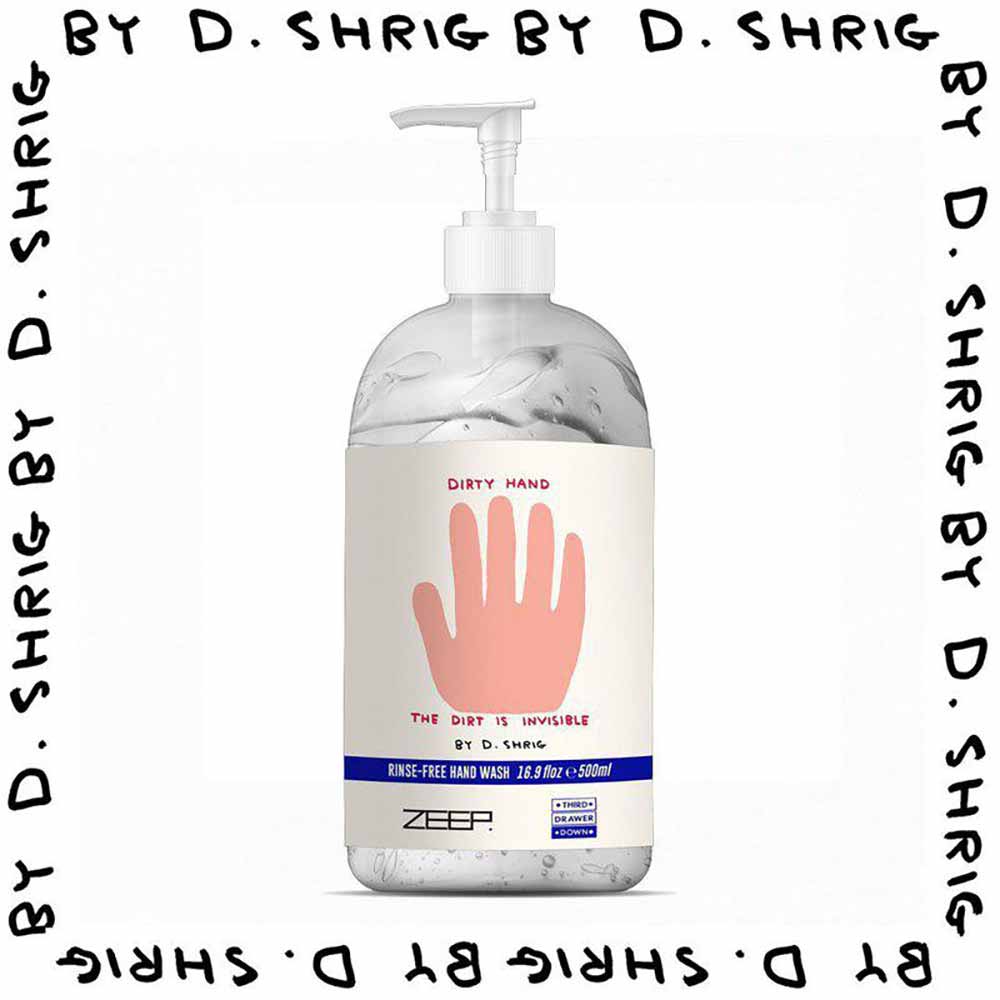 BY D. SHRIG BY D. SHRIG
BY D. SHRIG BY D. SHRIG
BY D. SHRIG BY D. SHRIG
DIRTY HAND
THE DIRT IS INVISIBLE
BY D. SHRIG
RINSE-FREE HAND WASH 16.9 floz ℮ 500ml
ZEEP.
•THIRD•
DRAWER
•DOWN•
BY D. SHRIG BY D. SHRIG